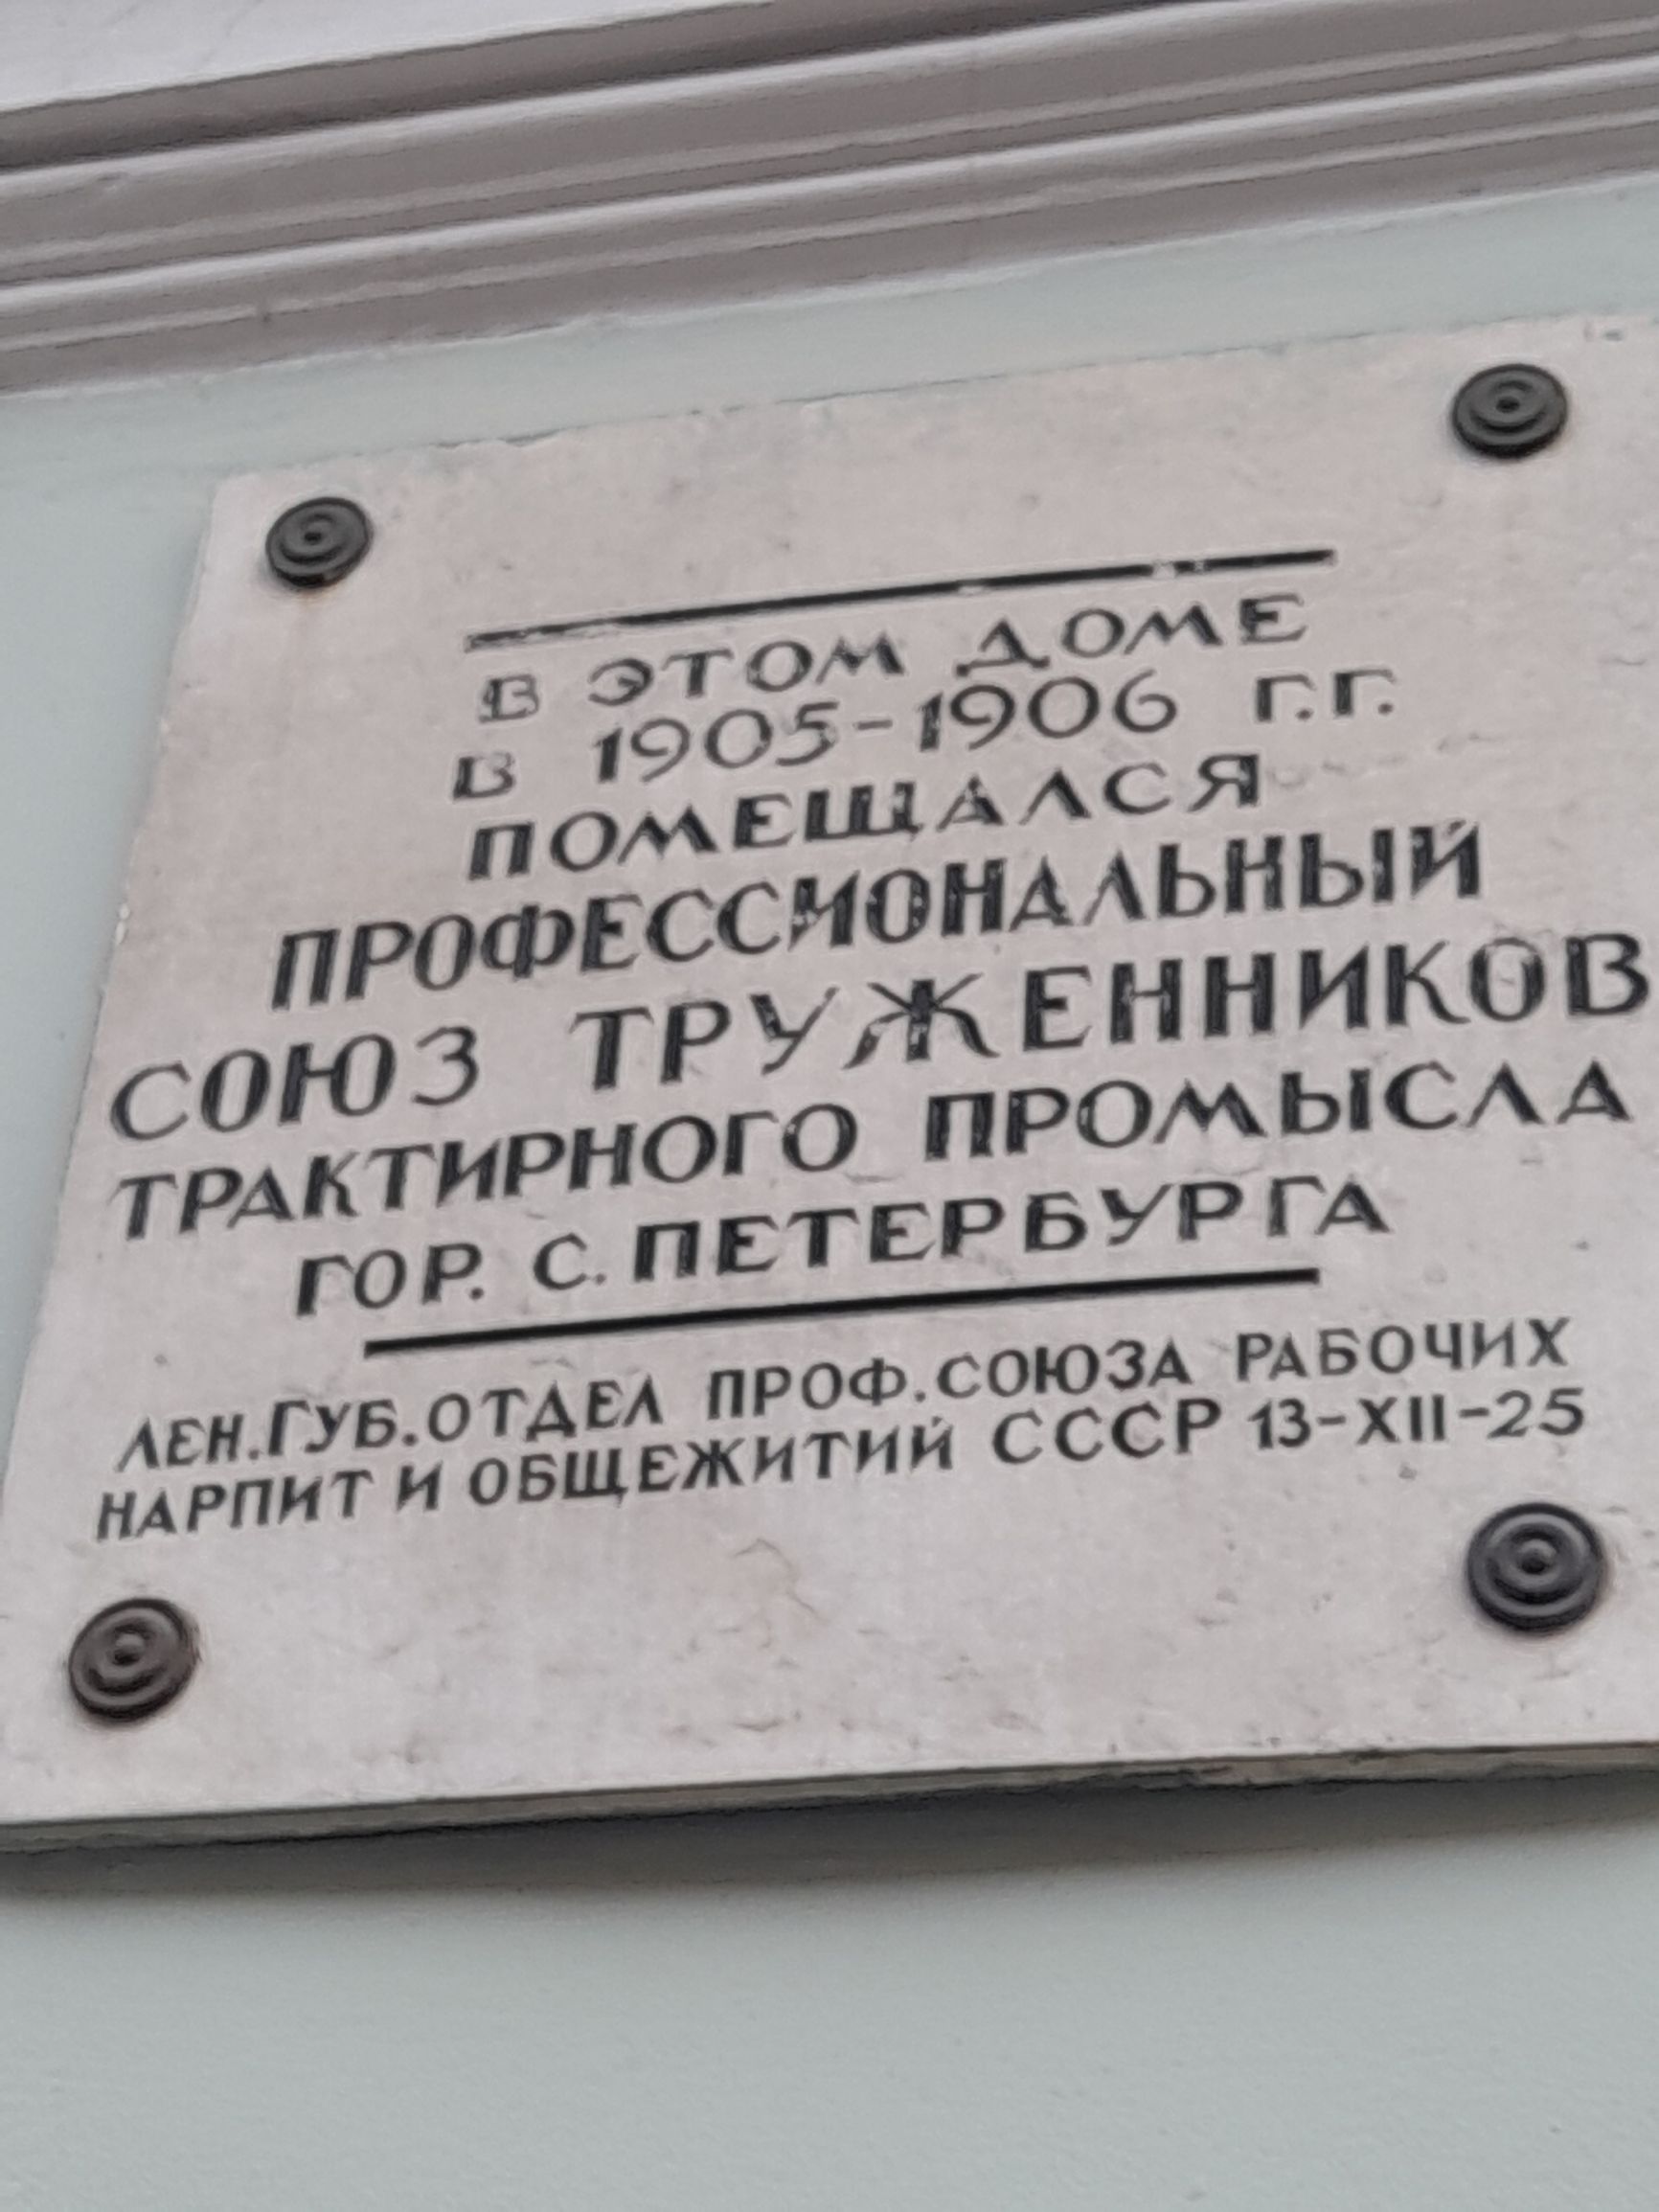 В ЭТОМ ДОМЕ
В 1905-1906 Г.Г.
ПОМЕЩАЛСЯ
ПРОФЕССИОНАЛЬНЫЙ
СОЮЗ ТРУЖЕННИКОВ
ТРАКТИРНОГО ПРОМЫСЛА
ГОР. С. ПЕТЕРБУРГА
ЛЕН.ГУБ.ОТДЕЛ ПРОФ.СОЮЗА РАБОЧИХ
НАРПИТ И ОБЩЕЖИТИЙ СССР 13-XII-25